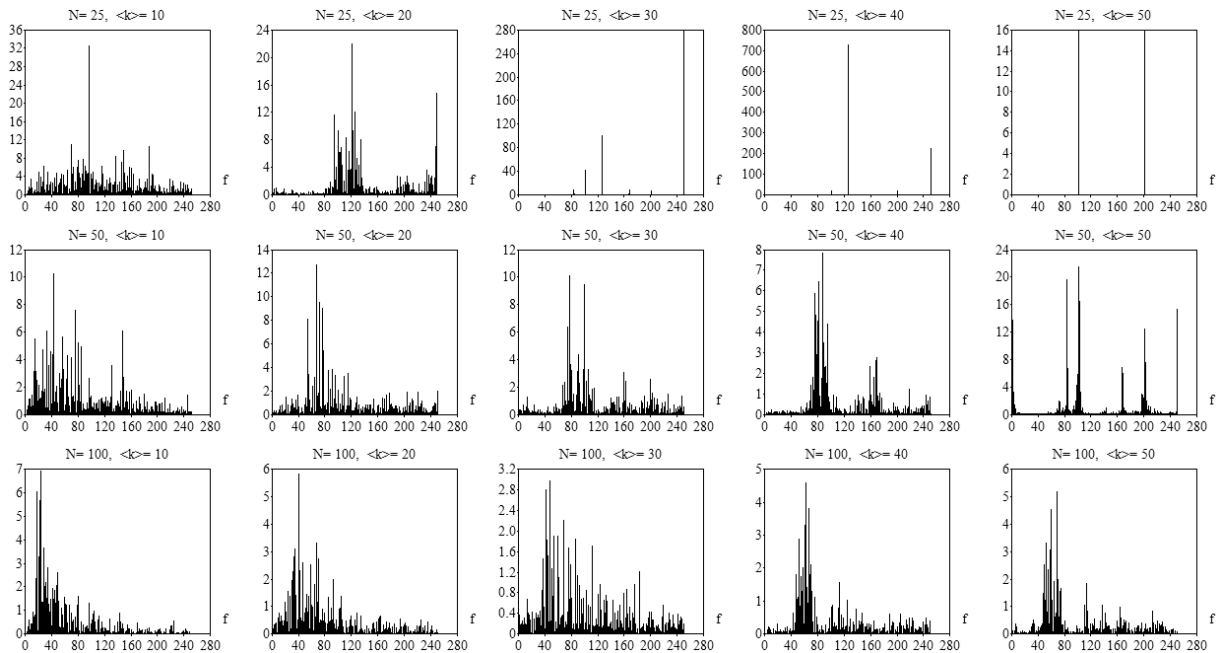 N= 25, <k>= 10
36
32
28
24
20
16
12
8
4
0
f
0 40 80 120 160 200 240 280
N= 25, <k>= 20
24
20
16
12
8
4
0
f
0 40 80 120 160 200 240 280
N= 25, <k>= 30
280
240
200
160
120
80
40
0
f
0 40 80 120 160 200 240 280
N= 25, <k>= 40
800
700
600
500
400
300
200
100
0
f
0 40 80 120 160 200 240 280
N= 25, <k>= 50
16
14
12
10
8
6
4
2
0
f
0 40 80 120 160 200 240 280
N= 50, <k>= 10
12
10
8
6
4
2
0
f
0 40 80 120 160 200 240 280
N= 50, <k>= 20
14
12
10
8
6
4
2
0
f
0 40 80 120 160 200 240 280
N= 50, <k>= 30
12
10
8
6
4
2
0
f
0 40 80 120 160 200 240 280
N= 50, <k>= 40
8
7
6
5
4
3
2
1
0
f
0 40 80 120 160 200 240 280
N= 50, <k>= 50
24
20
16
12
8
4
0
f
0 40 80 120 160 200 240 280
N= 100, <k>= 10
7
6
5
4
3
2
1
0
f
0 40 80 120 160 200 240 280
N= 100, <k>= 20
6
5
4
3
2
1
0
f
0 40 80 120 160 200 240 280
N= 100, <k>= 30
3.2
2.8
2.4
2.0
1.6
1.2
0.8
0.4
0
f
0 40 80 120 160 200 240 280
N= 100, <k>= 40
5
4
3
2
1
0
f
0 40 80 120 160 200 240 280
N= 100, <k>= 50
6
5
4
3
2
1
0
f
0 40 80 120 160 200 240 280